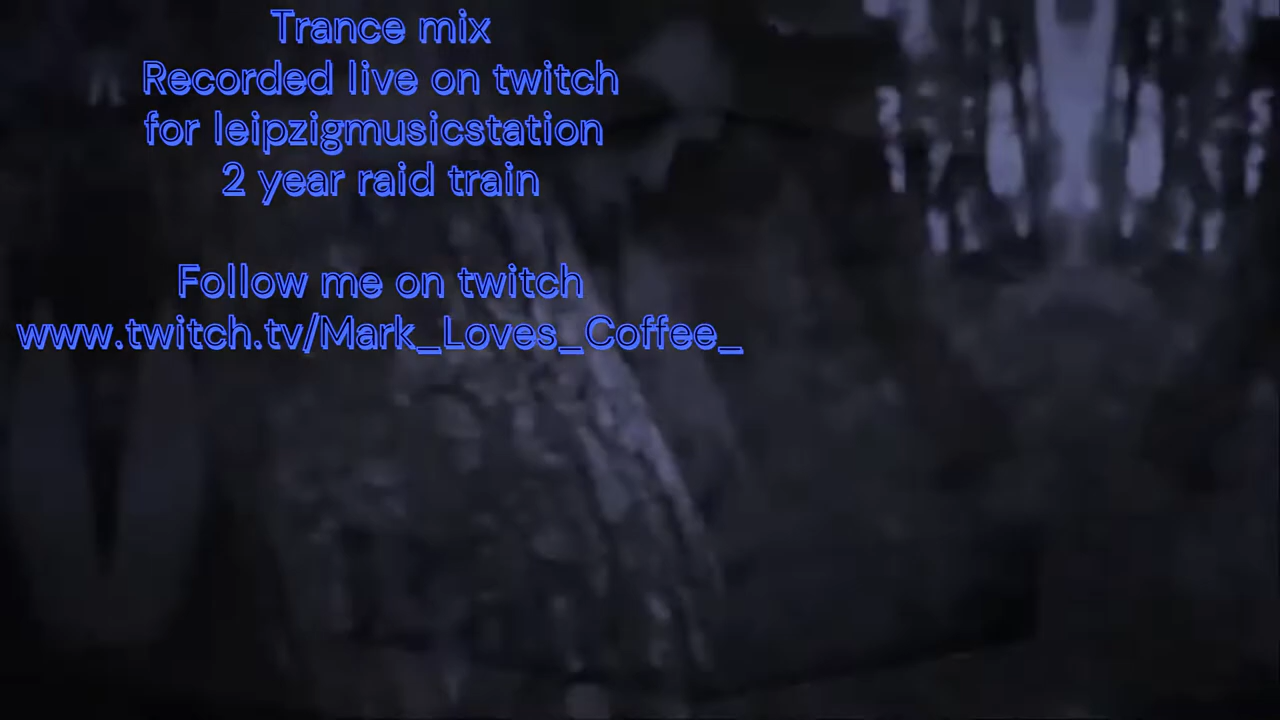 Trance mix
Recorded live on twitch
for leipzigmusicstation
2 year raid train
Follow me on twitch
www.twitch.tv/Mark_Loves_Coffee_